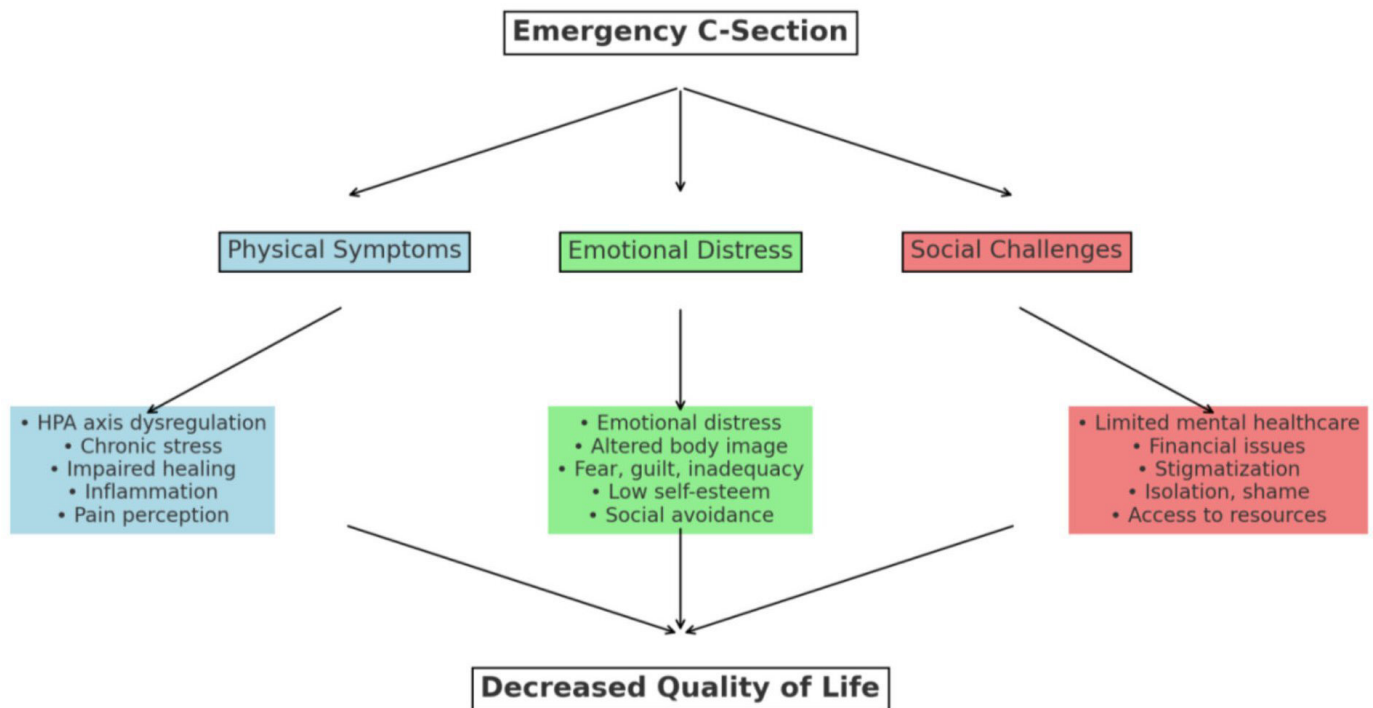 Emergency C-Section
Physical Symptoms
Emotional Distress
Social Challenges
• HPA axis dysregulation
• Chronic stress
• Impaired healing
• Inflammation
• Pain perception
• Emotional distress
• Altered body image
• Fear, guilt, inadequacy
• Low self-esteem
• Social avoidance
• Limited mental healthcare
• Financial issues
• Stigmatization
• Isolation, shame
• Access to resources
Decreased Quality of Life